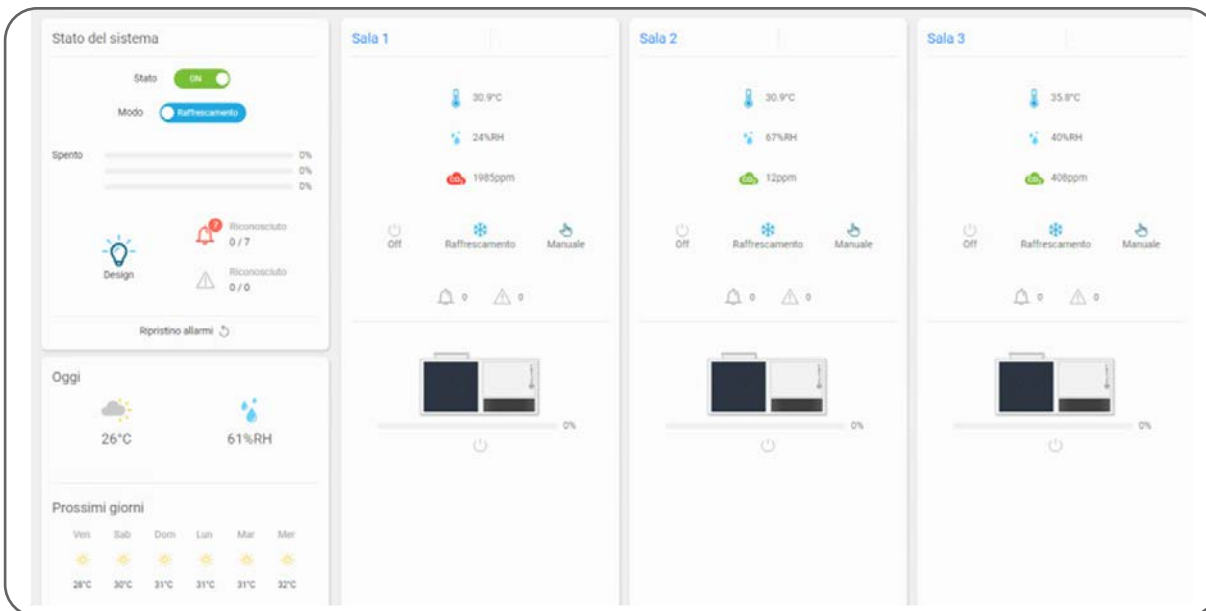 Stato del sistema
Stato ON
Modo Raffrescamento
Spento 0%
0%
0%
Design
7
Riconosciuto
0 / 7
Riconosciuto
0 / 0
Ripristino allarmi
Oggi
26°C 61%RH
Prossimi giorni
Ven Sab Dom Lun Mar Mer
28°C 30°C 31°C 31°C 31°C 32°C
Sala 1
30.9°C
24%RH
CO₂ 1985ppm
Off Raffrescamento Manuale
0 0
0%
Sala 2
30.9°C
67%RH
CO₂ 12ppm
Off Raffrescamento Manuale
0 0
0%
Sala 3
35.8°C
40%RH
CO₂ 408ppm
Off Raffrescamento Manuale
0 0
0%